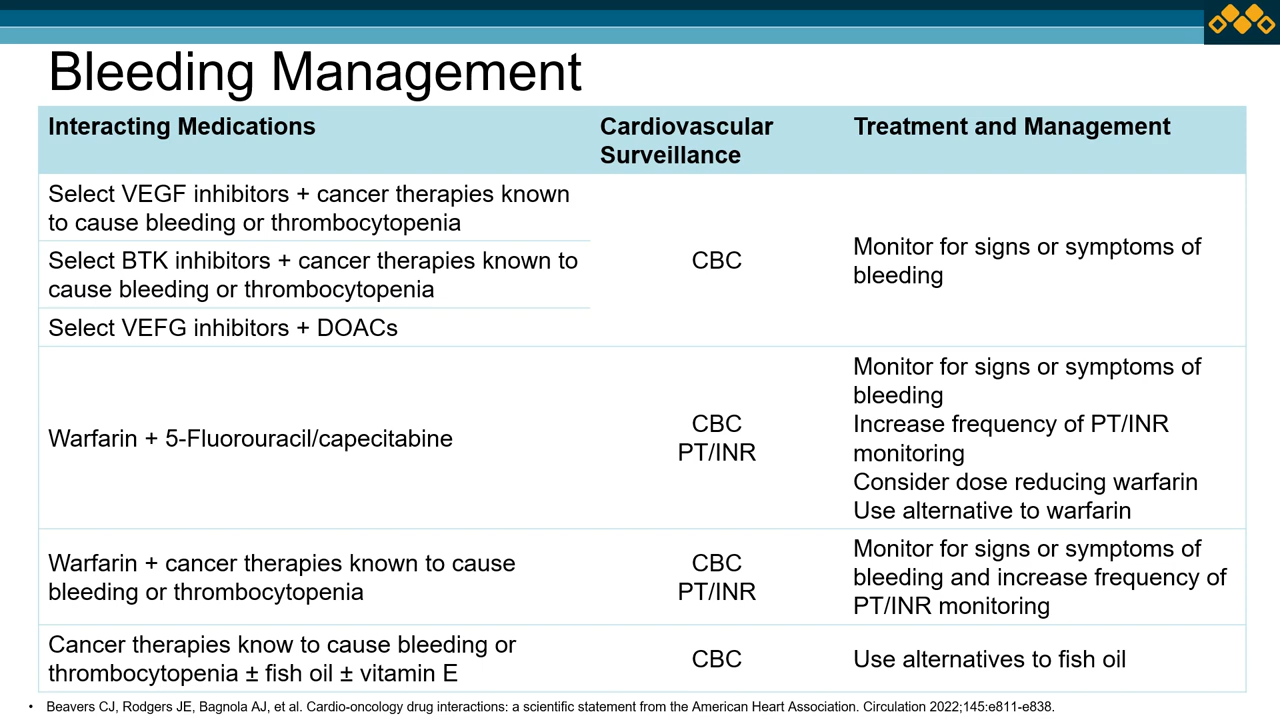 Bleeding Management
Interacting Medications
Cardiovascular
Surveillance
Treatment and Management
Select VEGF inhibitors + cancer therapies known
to cause bleeding or thrombocytopenia
Select BTK inhibitors + cancer therapies known to
cause bleeding or thrombocytopenia
Select VEFG inhibitors + DOACs
CBC
Monitor for signs or symptoms of
bleeding
Warfarin + 5-Fluorouracil/capecitabine
CBC
PT/INR
Monitor for signs or symptoms of
bleeding
Increase frequency of PT/INR
monitoring
Consider dose reducing warfarin
Use alternative to warfarin
Warfarin + cancer therapies known to cause
bleeding or thrombocytopenia
CBC
PT/INR
Monitor for signs or symptoms of
bleeding and increase frequency of
PT/INR monitoring
Cancer therapies know to cause bleeding or
thrombocytopenia ± fish oil ± vitamin E
CBC
Use alternatives to fish oil
• Beavers CJ, Rodgers JE, Bagnola AJ, et al. Cardio-oncology drug interactions: a scientific statement from the American Heart Association. Circulation 2022;145:e811-e838.